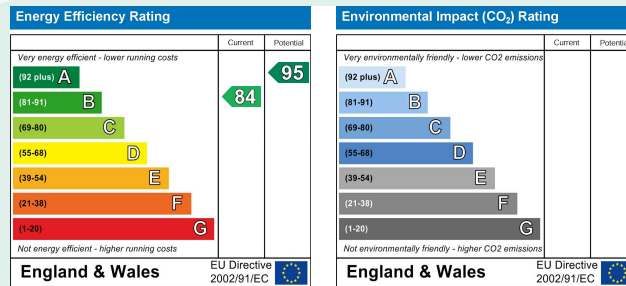 Energy Efficiency Rating
Current Potential
Very energy efficient - lower running costs
(92 plus) A 95
(81-91) B 84
(69-80) C
(55-68) D
(39-54) E
(21-38) F
(1-20) G
Not energy efficient - higher running costs
England & Wales
EU Directive
2002/91/EC
Environmental Impact (CO2) Rating
Current Potential
Very environmentally friendly - lower CO2 emissions
(92 plus) A
(81-91) B
(69-80) C
(55-68) D
(39-54) E
(21-38) F
(1-20) G
Not environmentally friendly - higher CO2 emissions
England & Wales
EU Directive
2002/91/EC